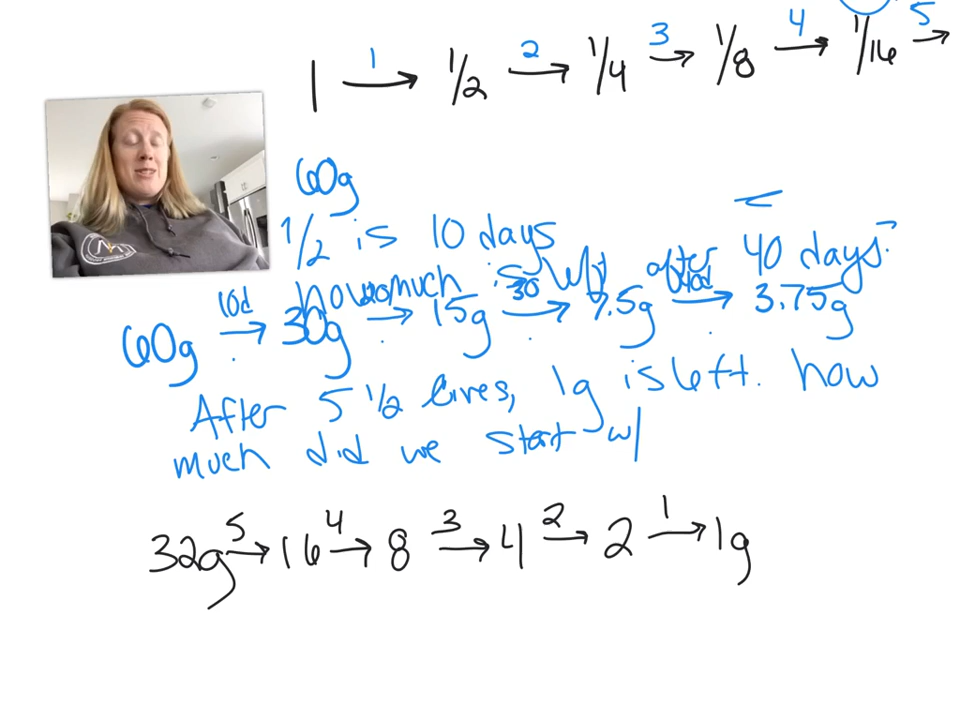 1 →1 1/2 →2 1/4 →3 1/8 →4 1/16 →5
60g
1/2 is 10 days
how much is left after 40 days?
60g →10d 30g → 15g →30 7.5g →40d 3.75g
After 5 1/2 lives, 1g is left. how
much did we start w/
32g →5 16 →4 8 →3 4 →2 2 →1 1g